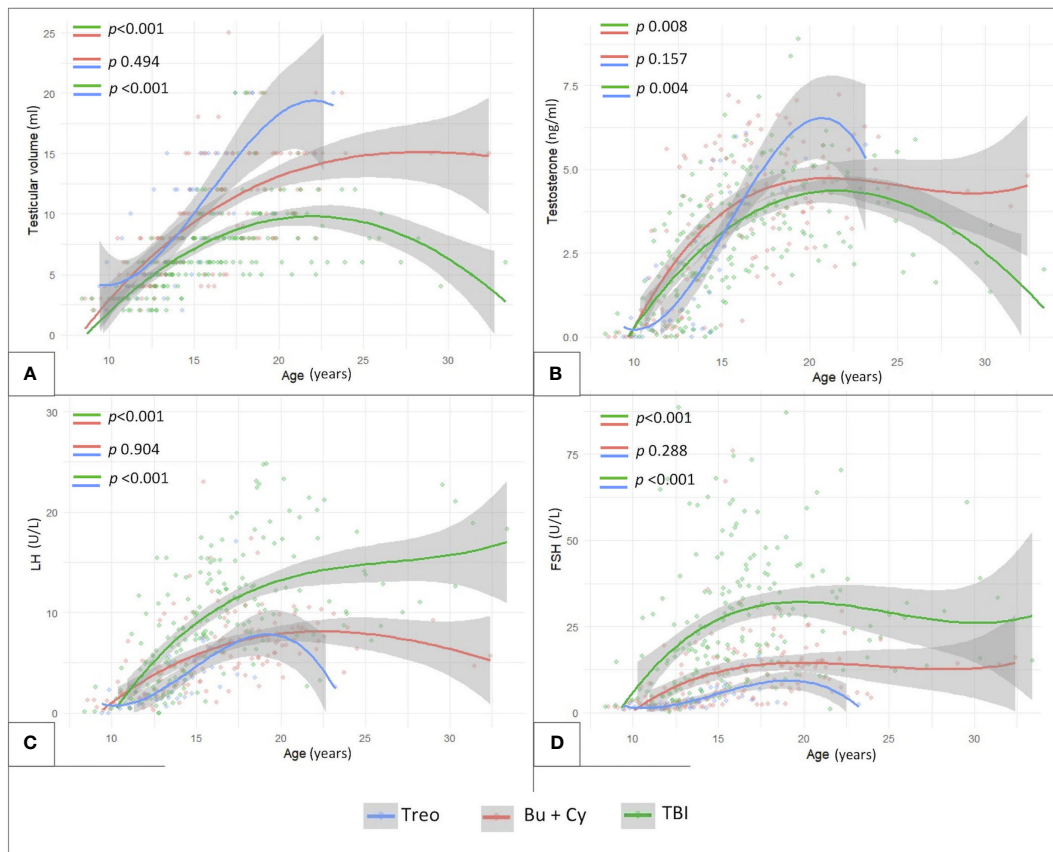 p<0.001
p 0.494
p <0.001
25
20
15
10
5
0
Testicular volume (ml)
10 15 20 25 30
Age (years)
A
p 0.008
p 0.157
p 0.004
7.5
5.0
2.5
0.0
Testosterone (ng/ml)
10 15 20 25 30
Age (years)
B
p<0.001
p 0.904
p <0.001
30
20
10
0
LH (U/L)
10 15 20 25 30
Age (years)
C
p<0.001
p 0.288
p <0.001
75
50
25
0
FSH (U/L)
10 15 20 25 30
Age (years)
D
Treo Bu + Cy TBI